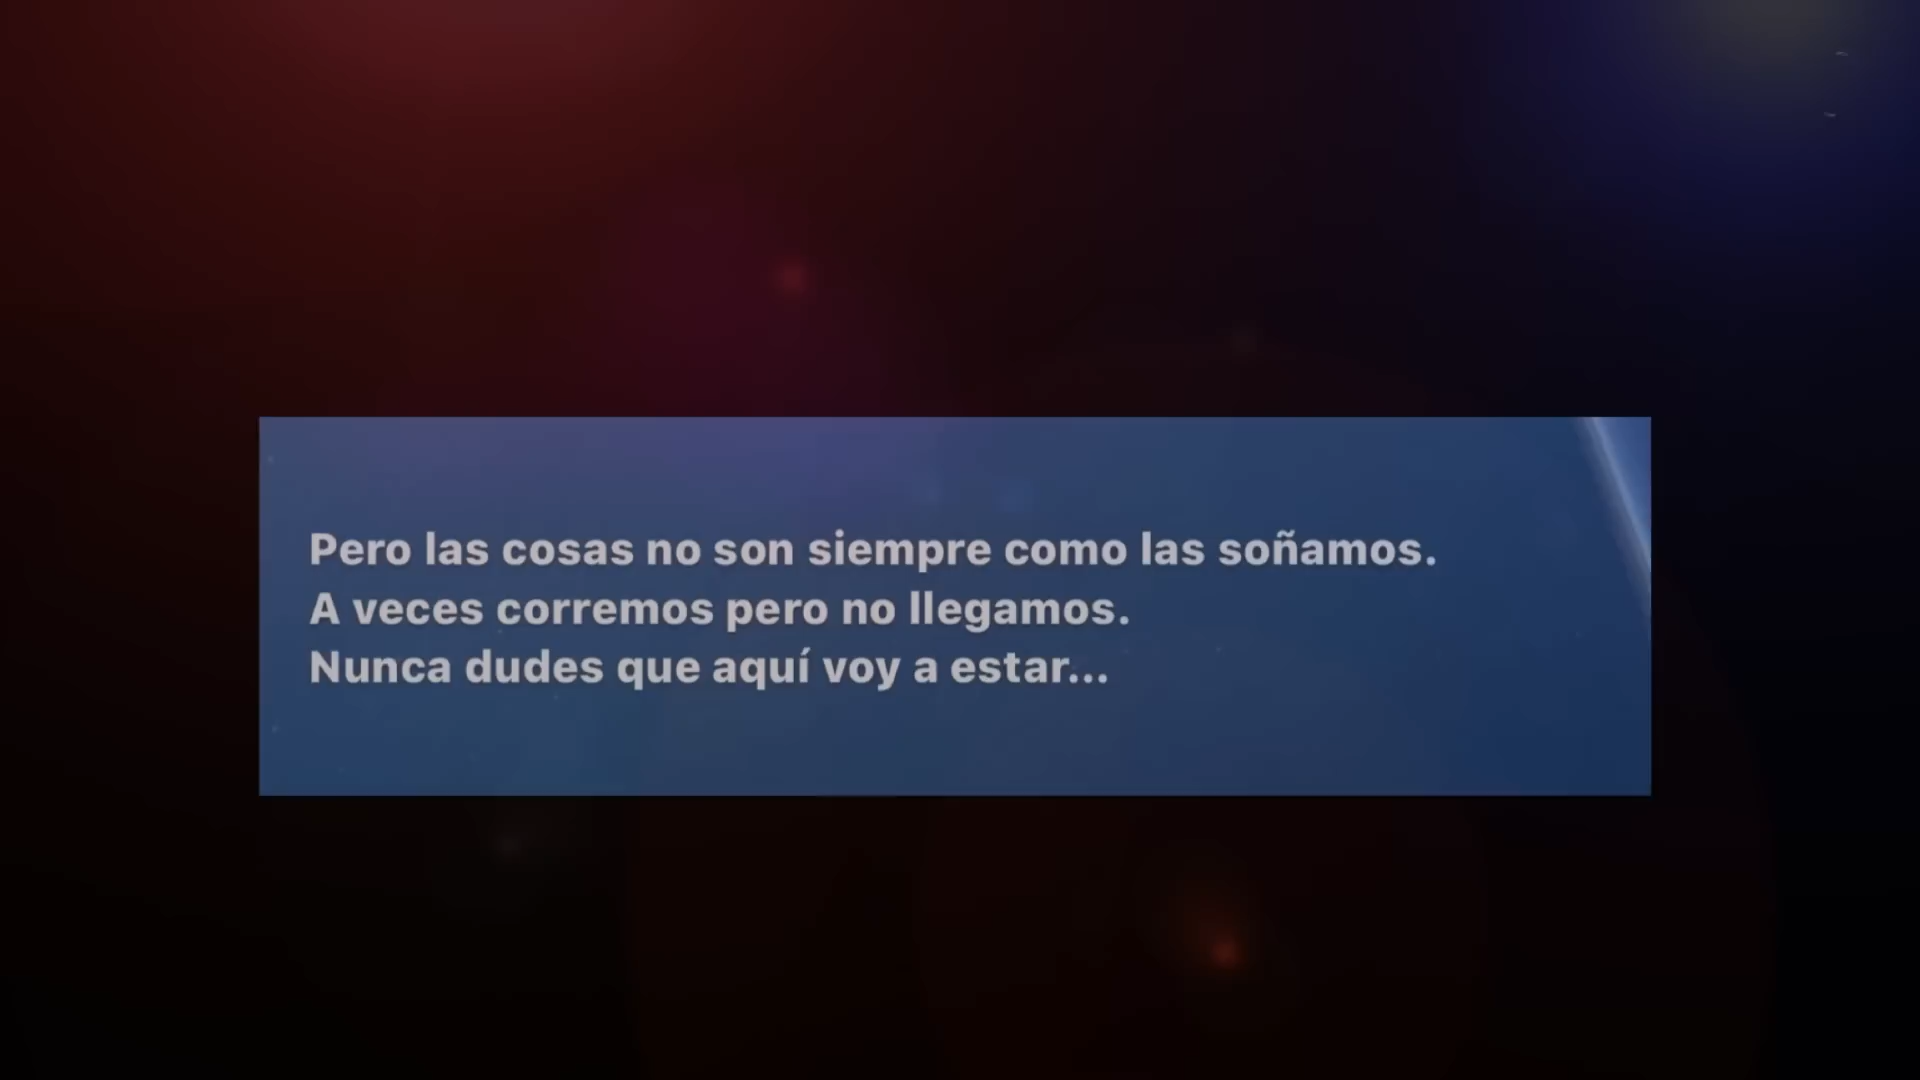 Pero las cosas no son siempre como las soñamos.
A veces corremos pero no llegamos.
Nunca dudes que aquí voy a estar...